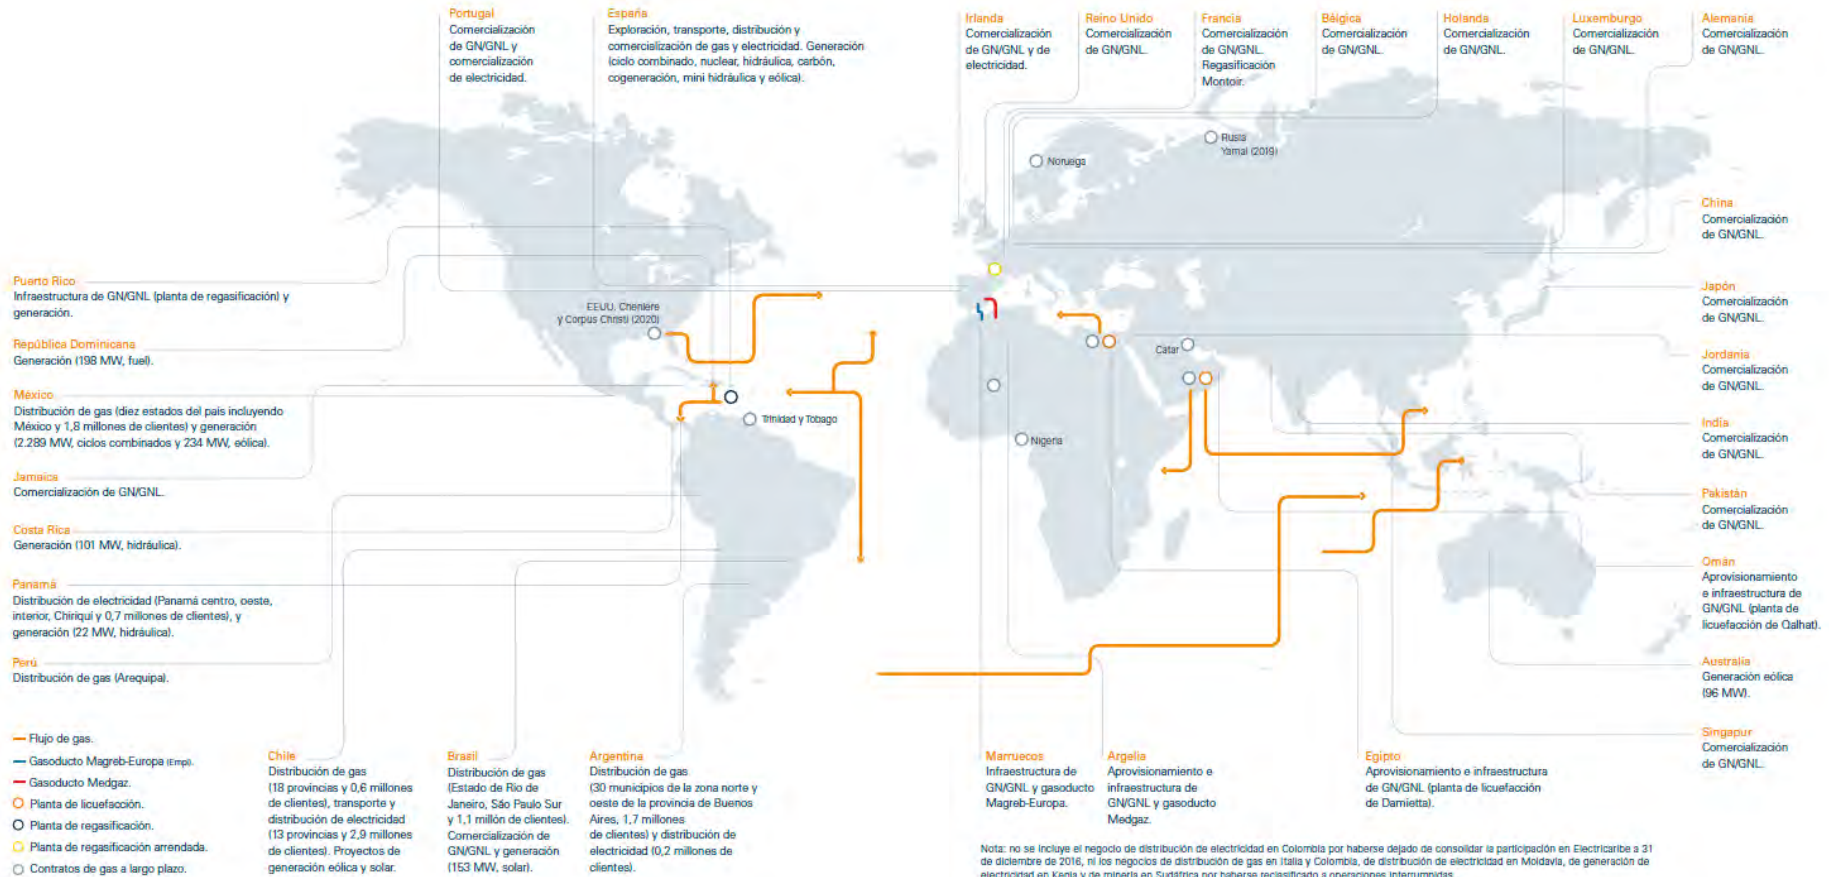 Portugal
Comercialización
de GN/GNL y
comercialización
de electricidad.
España
Exploración, transporte, distribución y
comercialización de gas y electricidad. Generación
(ciclo combinado, nuclear, hidráulica, carbón,
cogeneración, mini hidráulica y eólica).
Irlanda
Comercialización
de GN/GNL y de
electricidad.
Reino Unido
Comercialización
de GN/GNL.
Francia
Comercialización
de GN/GNL.
Regasificación
Montoir.
Bélgica
Comercialización
de GN/GNL.
Holanda
Comercialización
de GN/GNL.
Luxemburgo
Comercialización
de GN/GNL.
Alemania
Comercialización
de GN/GNL.
Noruega
Rusia
Yamal (2019)
China
Comercialización
de GN/GNL.
Puerto Rico
Infraestructura de GN/GNL (planta de regasificación) y
generación.
República Dominicana
Generación (198 MW, fuel).
México
Distribución de gas (diez estados del país incluyendo
México y 1,8 millones de clientes) y generación
(2.289 MW, ciclos combinados y 234 MW, eólica).
Jamaica
Comercialización de GN/GNL.
Costa Rica
Generación (101 MW, hidráulica).
Panamá
Distribución de electricidad (Panamá centro, oeste,
interior, Chiriquí y 0,7 millones de clientes), y
generación (22 MW, hidráulica).
Perú
Distribución de gas (Arequipa).
EEUU, Cheniere
y Corpus Christi (2020)
Trinidad y Tobago
Catar
Nigeria
Japón
Comercialización
de GN/GNL.
Jordania
Comercialización
de GN/GNL.
India
Comercialización
de GN/GNL.
Pakistán
Comercialización
de GN/GNL.
Omán
Aprovisionamiento
e infraestructura de
GN/GNL (planta de
licuefacción de Qalhat).
Australia
Generación eólica
(96 MW).
Singapur
Comercialización
de GN/GNL.
Flujo de gas.
Gasoducto Magreb-Europa (Empl).
Gasoducto Medgaz.
Planta de licuefacción.
Planta de regasificación.
Planta de regasificación arrendada.
Contratos de gas a largo plazo.
Chile
Distribución de gas
(18 provincias y 0,6 millones
de clientes), transporte y
distribución de electricidad
(13 provincias y 2,9 millones
de clientes). Proyectos de
generación eólica y solar.
Brasil
Distribución de gas
(Estado de Río de
Janeiro, São Paulo Sur
y 1,1 millón de clientes).
Comercialización de
GN/GNL y generación
(153 MW, solar).
Argentina
Distribución de gas
(30 municipios de la zona norte y
oeste de la provincia de Buenos
Aires, 1,7 millones
de clientes) y distribución de
electricidad (0,2 millones de
clientes).
Marruecos
Infraestructura de
GN/GNL y gasoducto
Magreb-Europa.
Argelia
Aprovisionamiento e
infraestructura de
GN/GNL y gasoducto
Medgaz.
Egipto
Aprovisionamiento e infraestructura
de GN/GNL (planta de licuefacción
de Damietta).
Nota: no se incluye el negocio de distribución de electricidad en Colombia por haberse dejado de consolidar la participación en Electricaribe a 31
de diciembre de 2016, ni los negocios de distribución de gas en Italia y Colombia, de distribución de electricidad en Moldavia, de generación de
electricidad en Kenia y de minería en Sudáfrica por haberse reclasificado a operaciones interrumpidas.